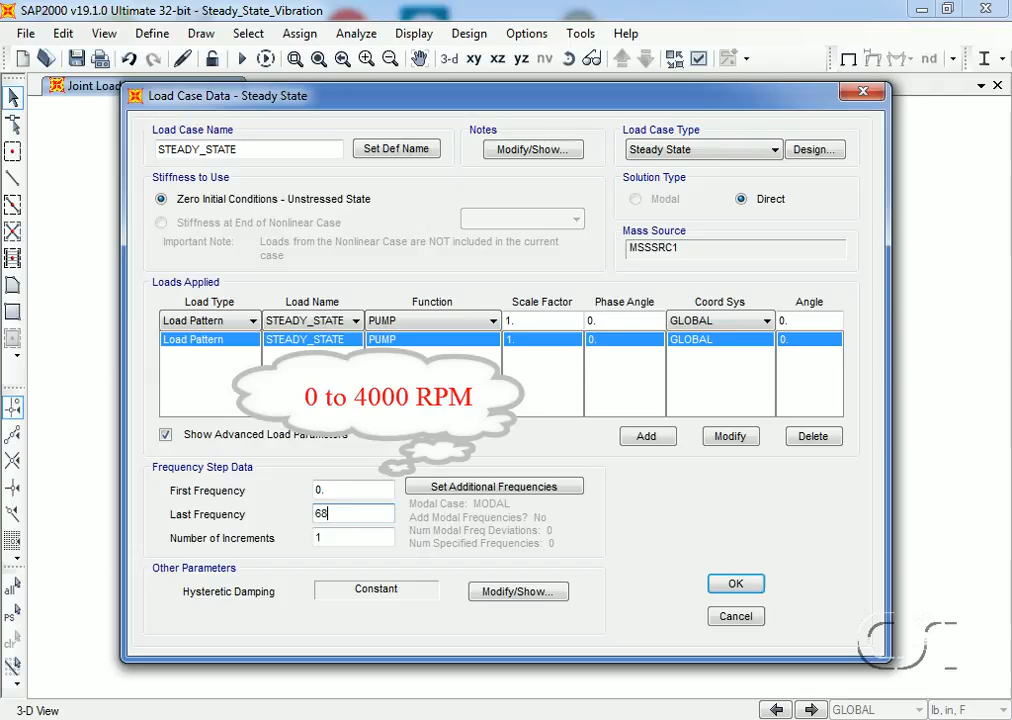 SAP2000 v19.1.0 Ultimate 32-bit - Steady_State_Vibration
File Edit View Define Draw Select Assign Analyze Display Design Options Tools Help
3-d xy xz yz nv nd
Joint Load
Load Case Data - Steady State
Load Case Name
STEADY_STATE
Set Def Name
Notes
Modify/Show...
Load Case Type
Steady State
Design...
Stiffness to Use
Zero Initial Conditions - Unstressed State
Stiffness at End of Nonlinear Case
Important Note: Loads from the Nonlinear Case are NOT included in the current
case
Solution Type
Modal Direct
Mass Source
MSSSRC1
Loads Applied
Load Type Load Name Function Scale Factor Phase Angle Coord Sys Angle
Load Pattern STEADY_STATE PUMP 1. 0. GLOBAL 0.
Load Pattern STEADY_STATE PUMP 1. 0. GLOBAL 0.
0 to 4000 RPM
Show Advanced Load Parameters
Add Modify Delete
Frequency Step Data
First Frequency 0.
Last Frequency 68
Number of Increments 1
Set Additional Frequencies
Modal Case: MODAL
Add Modal Frequencies? No
Num Modal Freq Deviations: 0
Num Specified Frequencies: 0
Other Parameters
Hysteretic Damping Constant Modify/Show...
OK
Cancel
all
PS
clr
CSI
3-D View
GLOBAL
lb, in, F